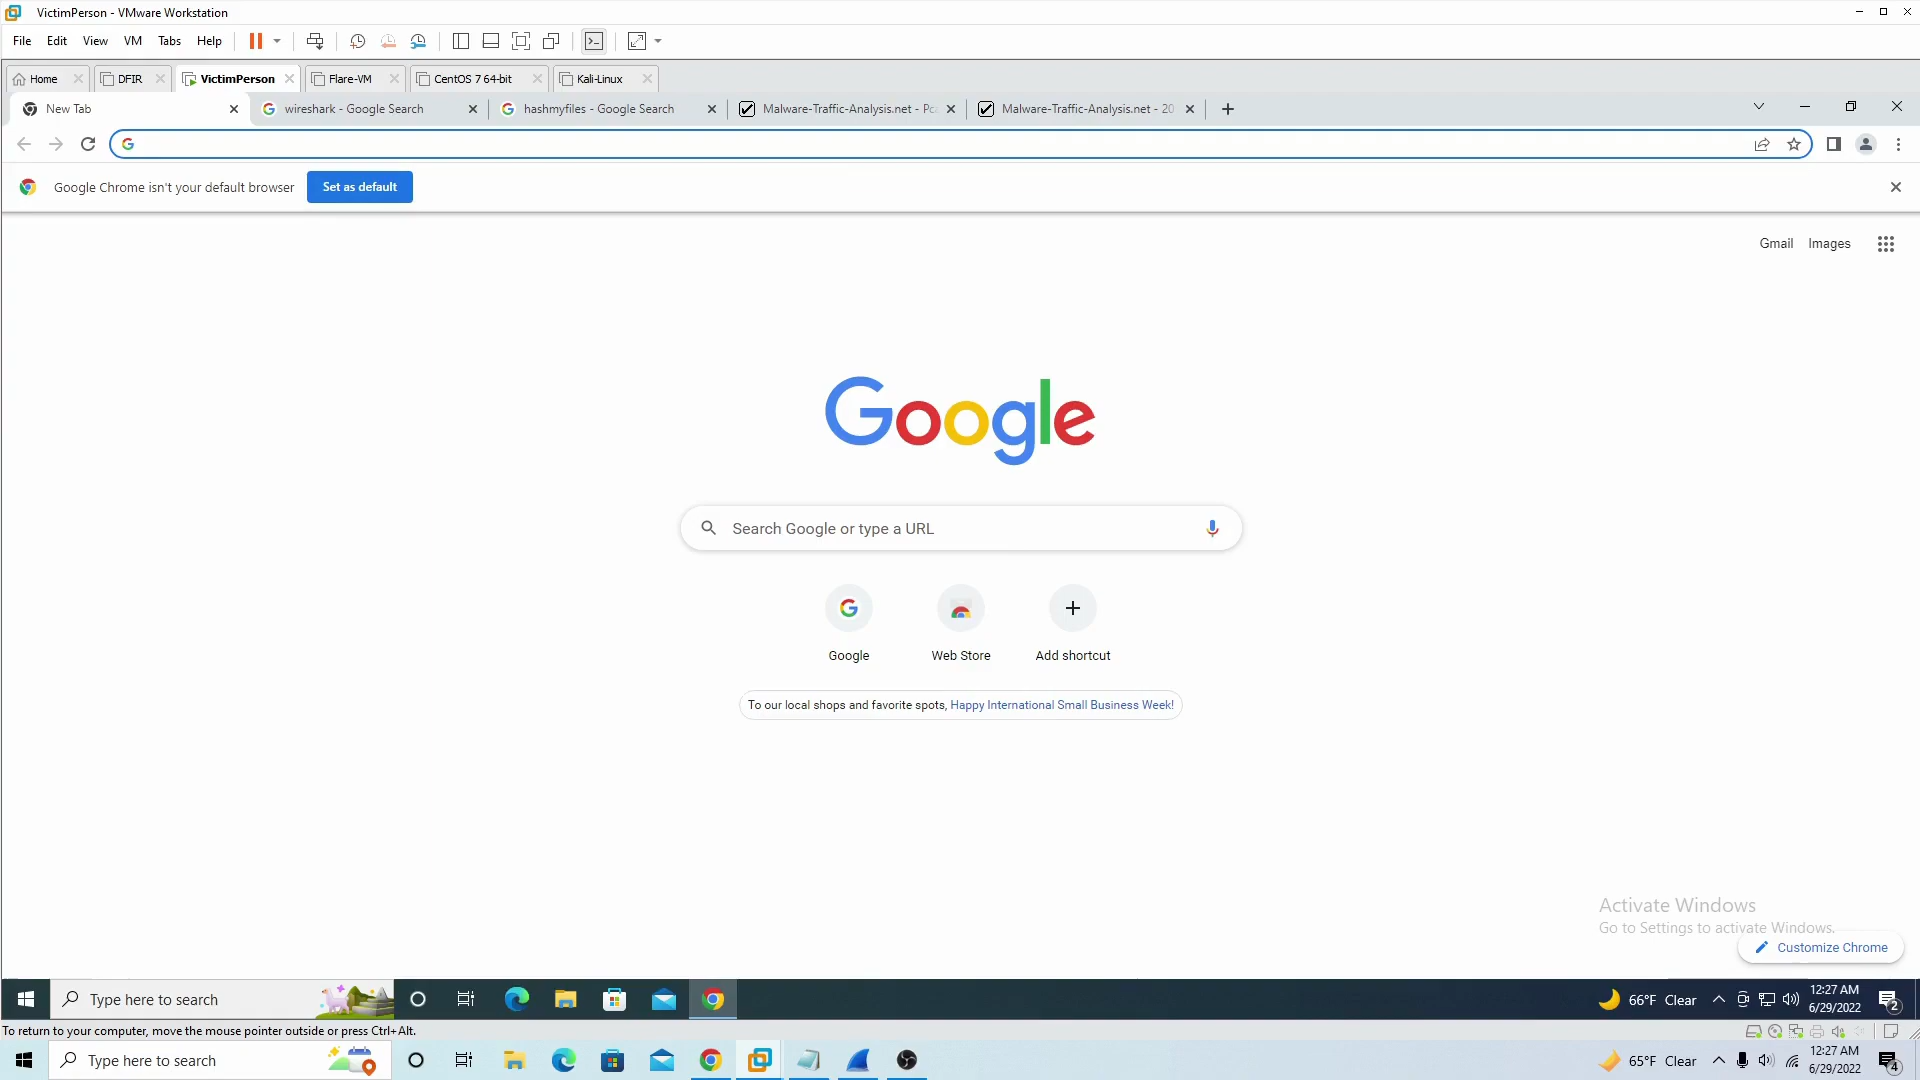 VictimPerson - VMware Workstation
File Edit View VM Tabs Help
Home DFIR VictimPerson Flare-VM CentOS 7 64-bit Kali-Linux
New Tab wireshark - Google Search hashmyfiles - Google Search Malware-Traffic-Analysis.net - Pc Malware-Traffic-Analysis.net - 20
Google Chrome isn't your default browser Set as default
Gmail Images
Google
Search Google or type a URL
Google Web Store Add shortcut
To our local shops and favorite spots, Happy International Small Business Week!
Activate Windows
Go to Settings to activate Windows.
Customize Chrome
Type here to search 66°F Clear 12:27 AM
6/29/2022 2
To return to your computer, move the mouse pointer outside or press Ctrl+Alt.
Type here to search 65°F Clear 12:27 AM
6/29/2022 4